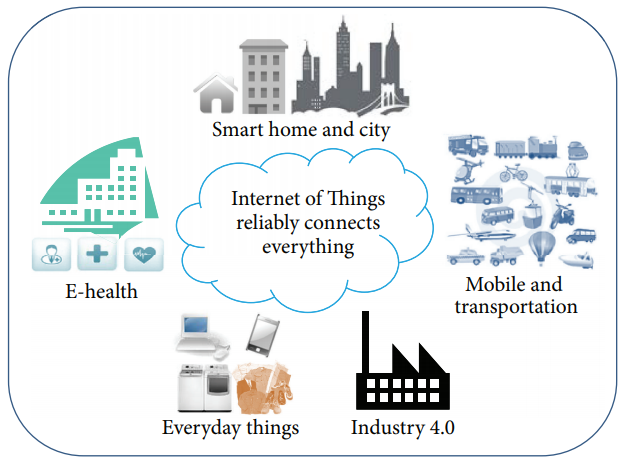 Smart home and city
Internet of Things
reliably connects
everything
E-health
Mobile and
transportation
Everyday things
Industry 4.0